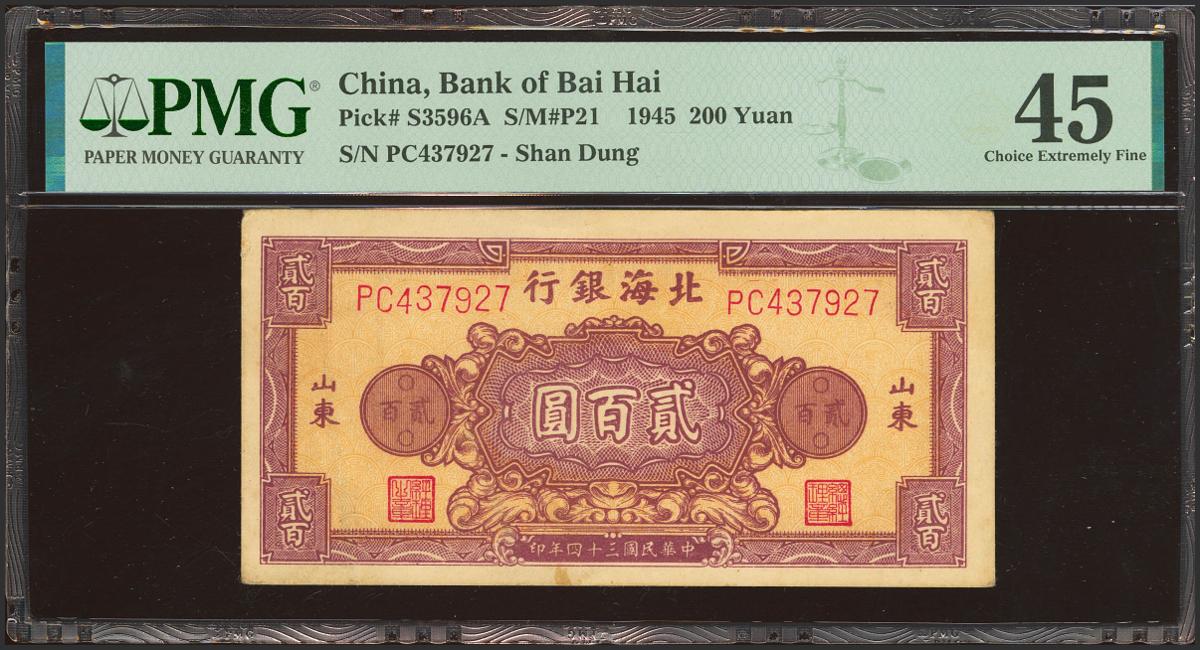 PMG®
PAPER MONEY GUARANTY
China, Bank of Bai Hai
Pick# S3596A S/M#P21 1945 200 Yuan
S/N PC437927 - Shan Dung
45
Choice Extremely Fine
貳百
貳百
行銀海北
PC437927
PC437927
山東
山東
百貳
圓百貳
百貳
貳百
貳百
印年四十三國民華中